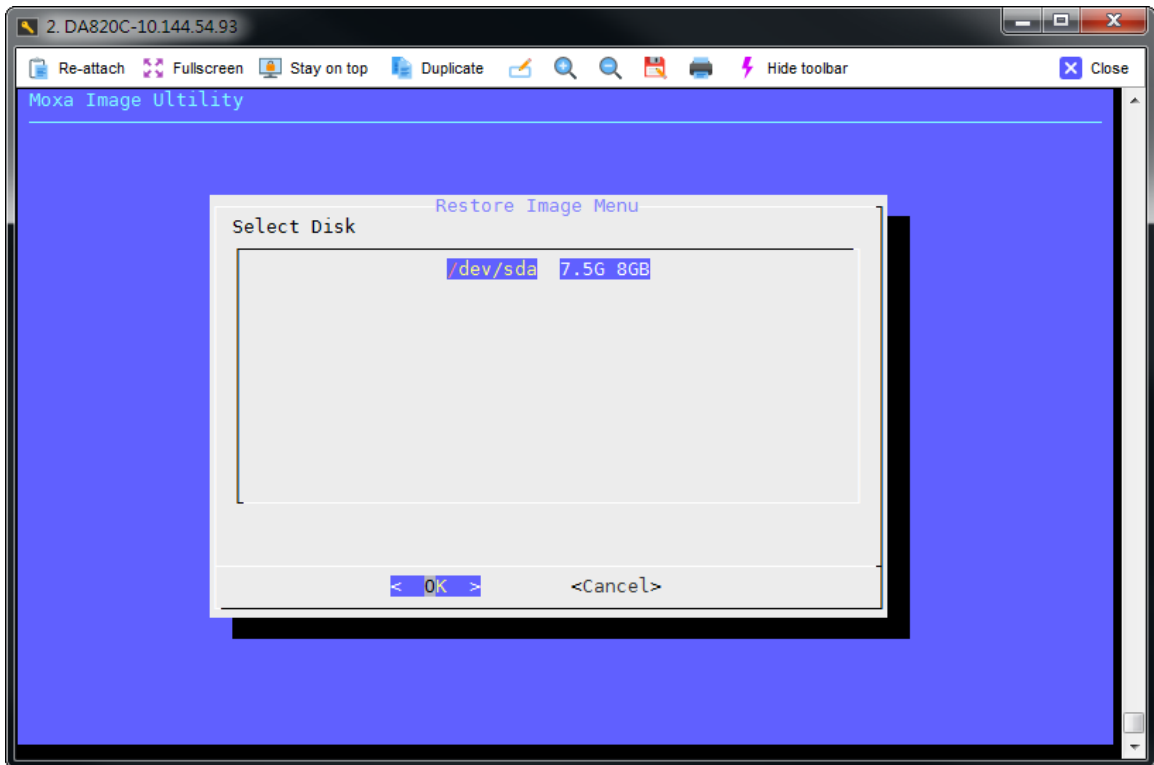 2. DA820C-10.144.54.93
Re-attach Fullscreen Stay on top Duplicate Hide toolbar Close
Moxa Image Ultility
Restore Image Menu
Select Disk
/dev/sda 7.5G 8GB
< OK > <Cancel>